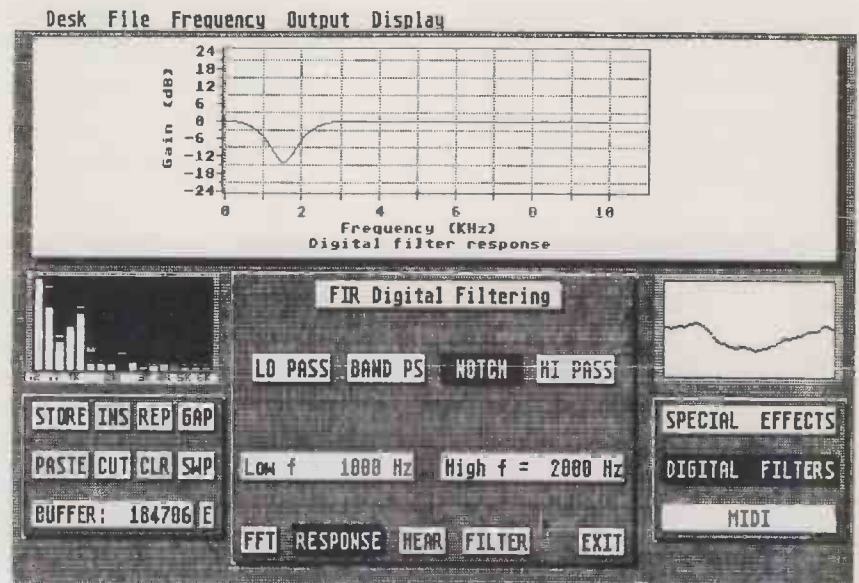 Desk File Frequency Output Display
24
18
12
6
0
-6
-12
-18
-24
Gain (dB)
0 2 4 6 8 10
Frequency (KHz)
Digital filter response
FIR Digital Filtering
LO PASS BAND PS NOTCH HI PASS
STORE INS REP GAP
PASTE CUT CLR SWP
BUFFER: 184706 E
Low f 1000 Hz High f = 2000 Hz
FFT RESPONSE HEAR FILTER EXIT
SPECIAL EFFECTS
DIGITAL FILTERS
MIDI